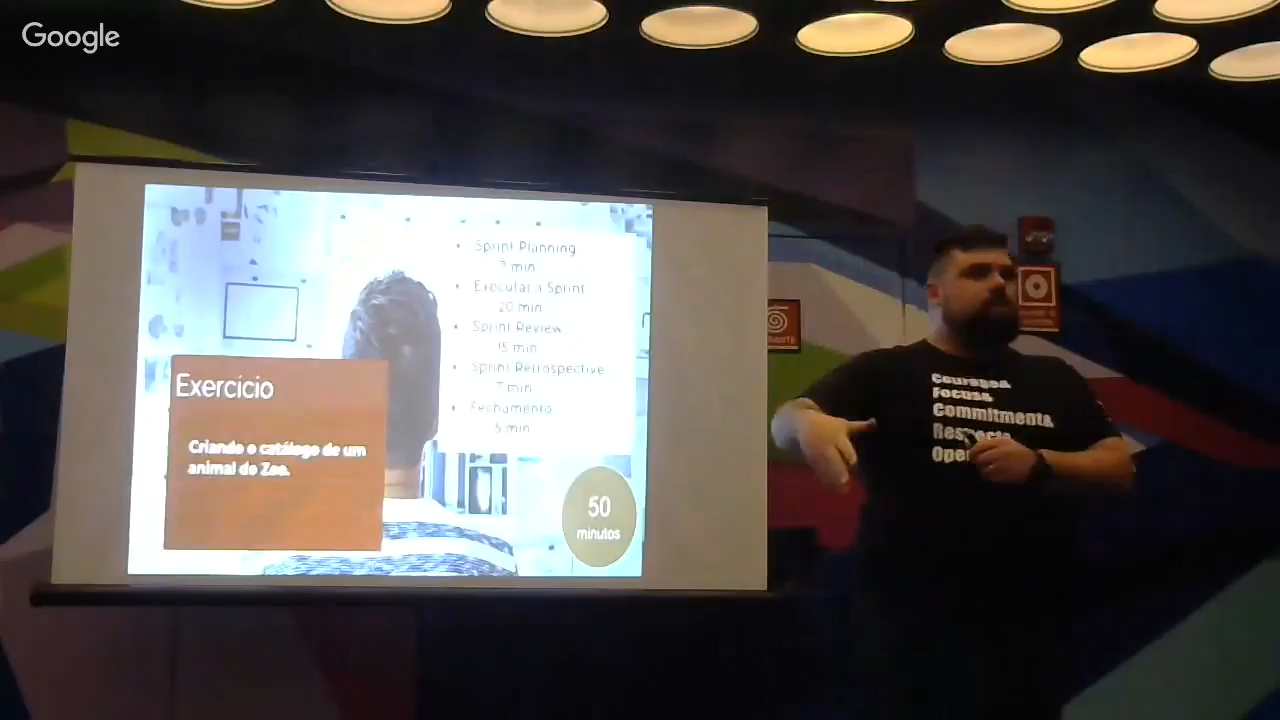 Google
Exercício
Criando o catálogo de um
animal do Zoo.
• Sprint Planning
7 min
• Executar a Sprint
20 min
• Sprint Review
15 min
• Sprint Retrospective
7 min
• Fechamento
5 min
50
minutos
Courage&
Focus&
Commitment&
Respect&
Ope